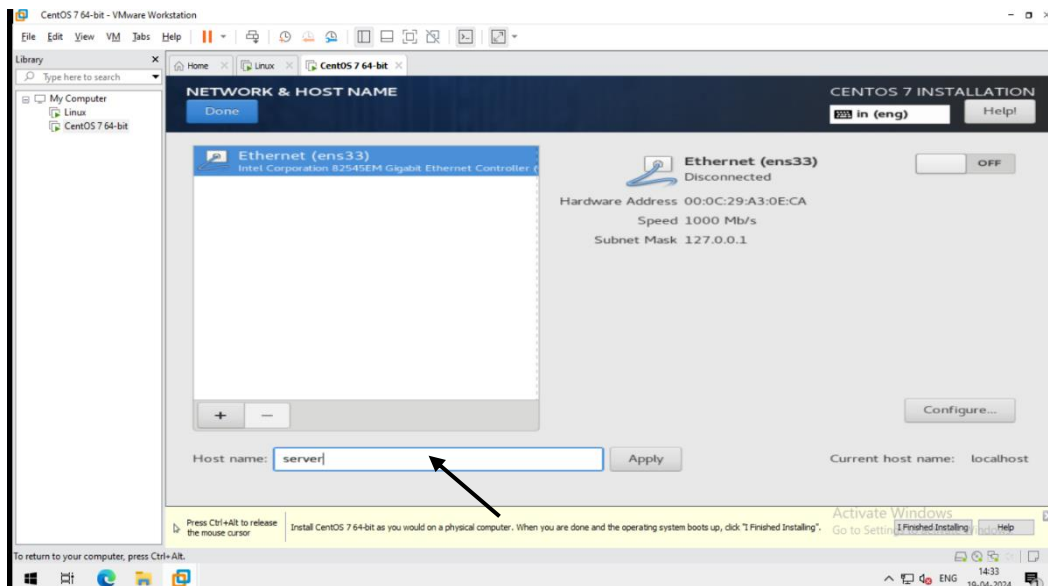 CentOS 7 64-bit - VMware Workstation
File Edit View VM Tabs Help
Library
Type here to search
My Computer
Linux
CentOS 7 64-bit
Home
Linux
CentOS 7 64-bit
NETWORK & HOST NAME
Done
CENTOS 7 INSTALLATION
in (eng)
Help!
Ethernet (ens33)
Intel Corporation 82545EM Gigabit Ethernet Controller (
Ethernet (ens33)
Disconnected
OFF
Hardware Address 00:0C:29:A3:0E:CA
Speed 1000 Mb/s
Subnet Mask 127.0.0.1
+ −
Configure...
Host name: server
Apply
Current host name: localhost
Press Ctrl+Alt to release
the mouse cursor
Install CentOS 7 64-bit as you would on a physical computer. When you are done and the operating system boots up, click "I Finished Installing".
Activate Windows
Go to Settin
I Finished Installing
Help
To return to your computer, press Ctrl+Alt.
ENG
14:33
19-04-2024